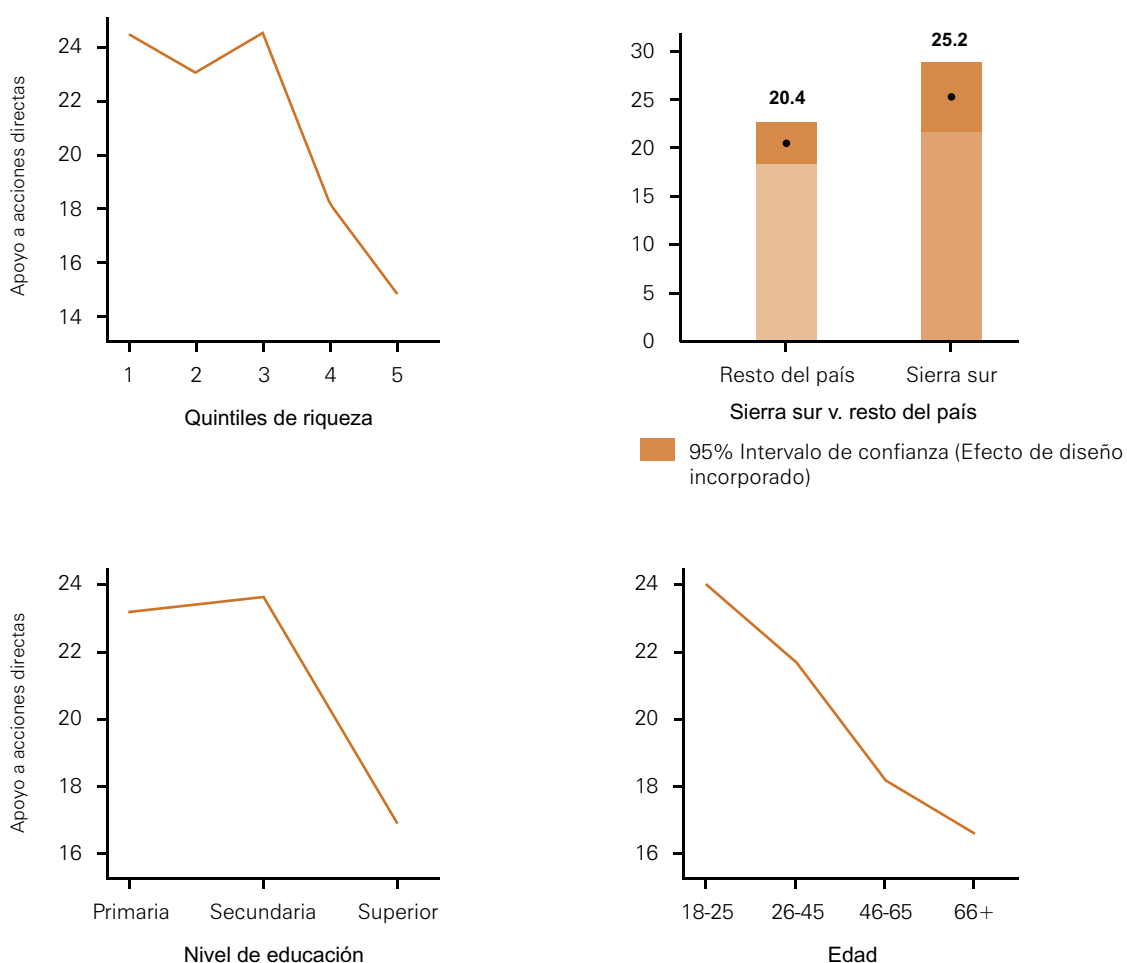 Apoyo a acciones directas
24
22
20
18
16
14
1 2 3 4 5
Quintiles de riqueza
30
25
20
15
10
5
0
20.4
25.2
Resto del país Sierra sur
Sierra sur v. resto del país
95% Intervalo de confianza (Efecto de diseño
incorporado)
Apoyo a acciones directas
24
22
20
18
16
Primaria Secundaria Superior
Nivel de educación
24
22
20
18
16
18-25 26-45 46-65 66+
Edad